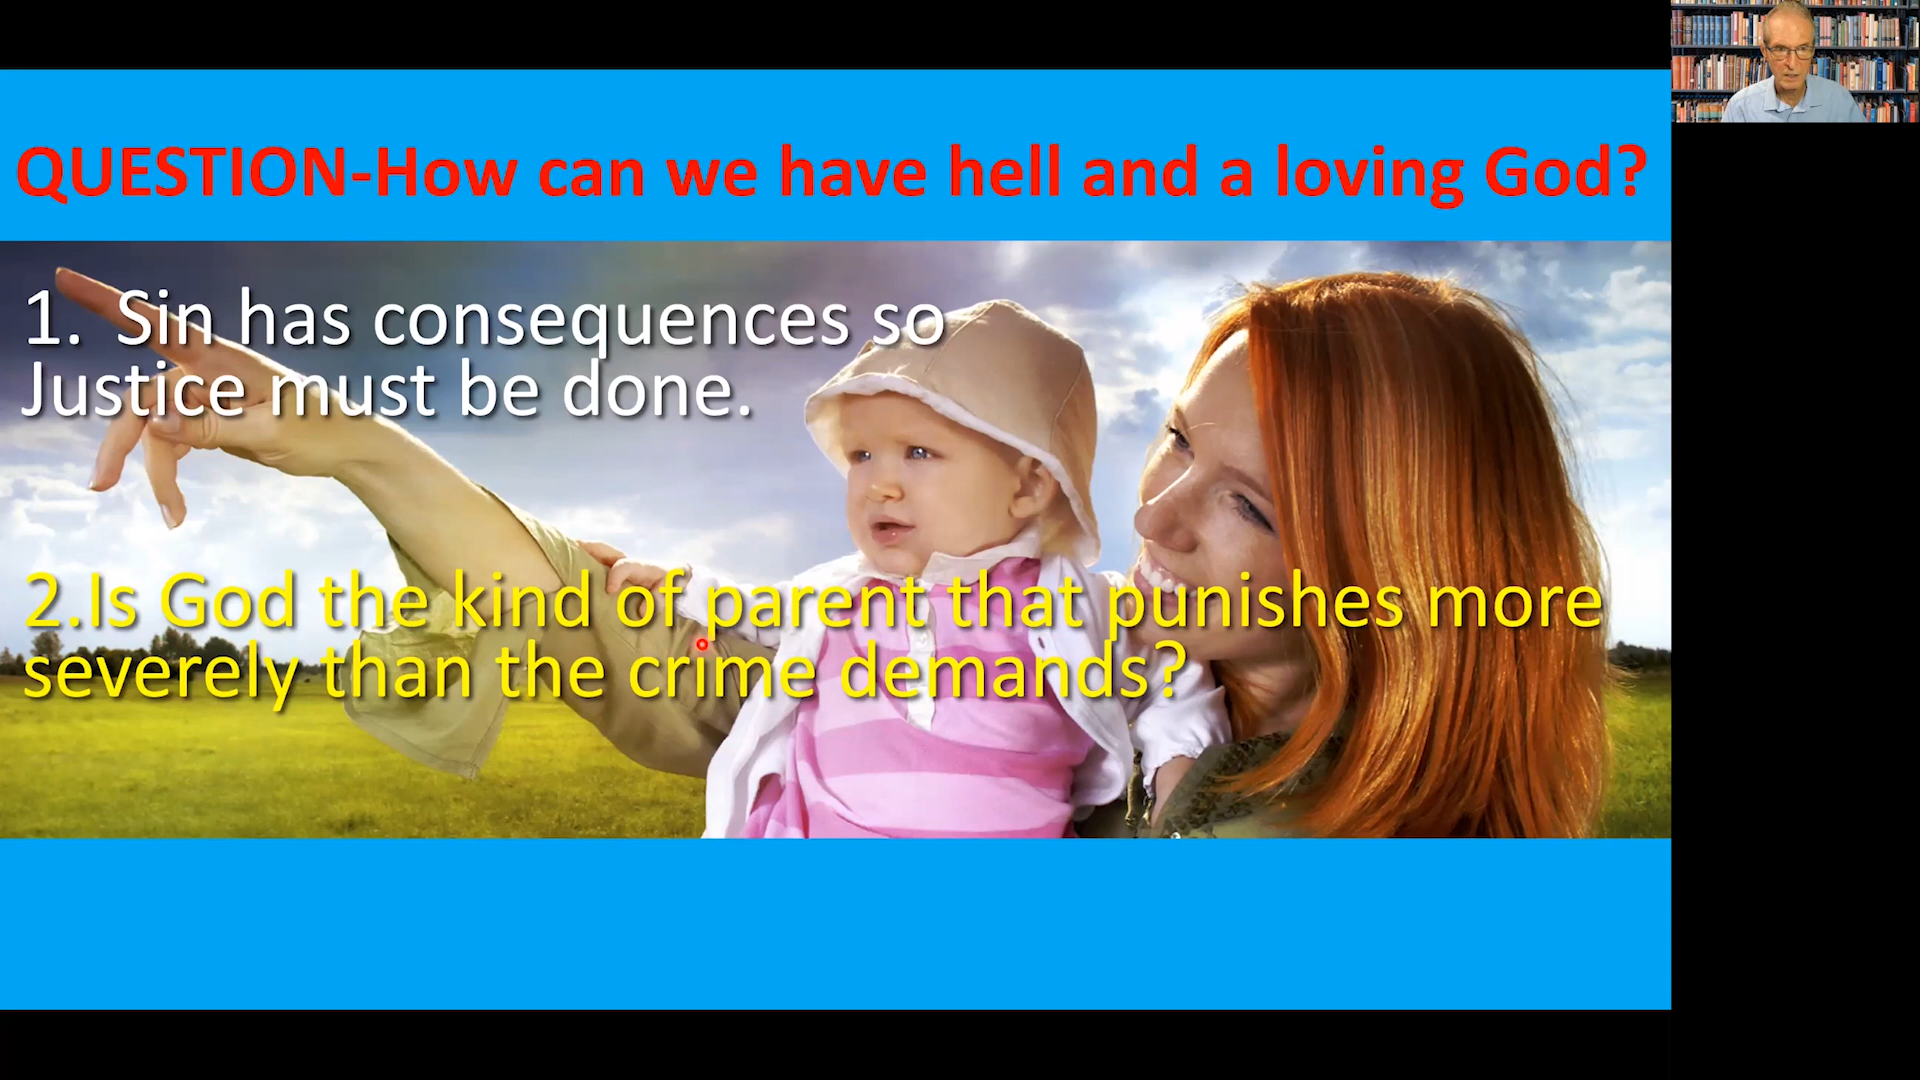 QUESTION-How can we have hell and a loving God?
1. Sin has consequences so
Justice must be done.
2.Is God the kind of parent that punishes more
severely than the crime demands?